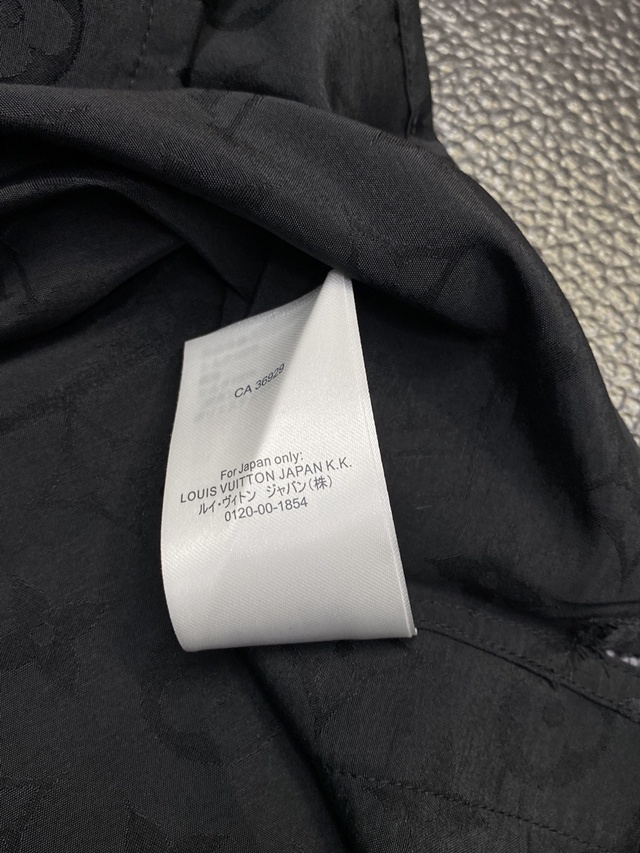 CA 36929
For Japan only:
LOUIS VUITTON JAPAN K.K.
ルイ・ヴィトン ジャパン(株)
0120-00-1854